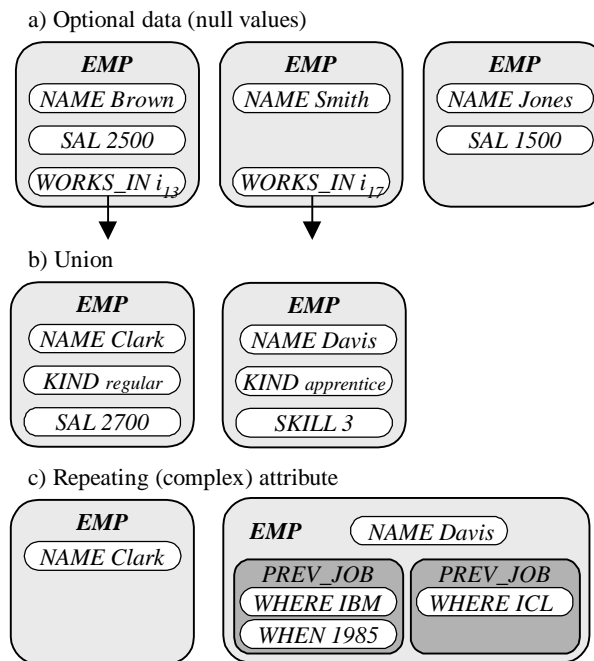 a) Optional data (null values)
EMP
NAME Brown
SAL 2500
WORKS_IN i13
EMP
NAME Smith
WORKS_IN i17
EMP
NAME Jones
SAL 1500
b) Union
EMP
NAME Clark
KIND regular
SAL 2700
EMP
NAME Davis
KIND apprentice
SKILL 3
c) Repeating (complex) attribute
EMP
NAME Clark
EMP
NAME Davis
PREV_JOB
WHERE IBM
WHEN 1985
PREV_JOB
WHERE ICL